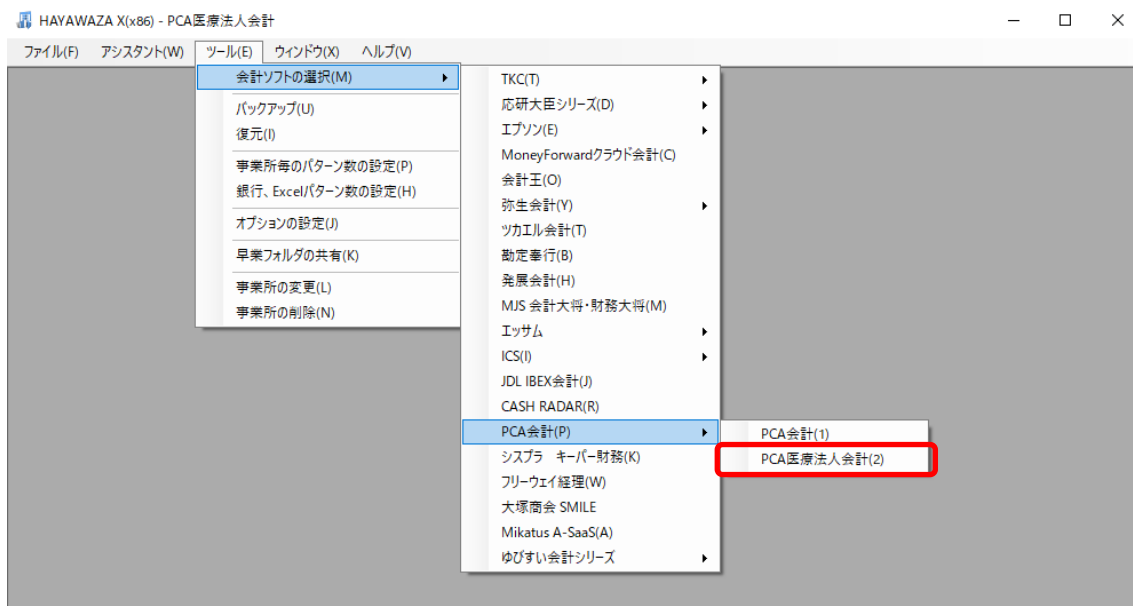 HAYAWAZA X(x86) - PCA医療法人会計
ファイル(F) アシスタント(W) ツール(E) ウィンドウ(X) ヘルプ(V)
会計ソフトの選択(M)
バックアップ(U)
復元(I)
事業所毎のパターン数の設定(P)
銀行、Excelパターン数の設定(H)
オプションの設定(J)
早業フォルダの共有(K)
事業所の変更(L)
事業所の削除(N)
TKC(T)
応研大臣シリーズ(D)
エプソン(E)
MoneyForwardクラウド会計(C)
会計王(O)
弥生会計(Y)
ツカエル会計(T)
勘定奉行(B)
発展会計(H)
MJS 会計大将・財務大将(M)
エッサム
ICS(I)
JDL IBEX会計(J)
CASH RADAR(R)
PCA会計(P)
シスプラ キーパー財務(K)
フリーウェイ経理(W)
大塚商会 SMILE
Mikatus A-SaaS(A)
ゆびすい会計シリーズ
PCA会計(1)
PCA医療法人会計(2)